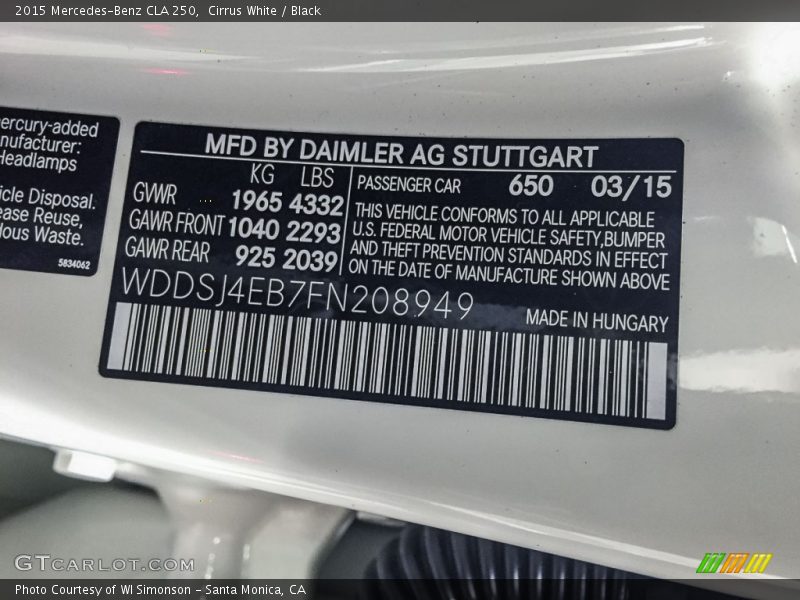 2015 Mercedes-Benz CLA 250,  Cirrus White / Black
ercury-added
nufacturer:
Headlamps
icle Disposal.
ease Reuse,
lous Waste.
5834062
MFD BY DAIMLER AG STUTTGART
KG LBS
GVWR 1965 4332
GAWR FRONT 1040 2293
GAWR REAR 925 2039
PASSENGER CAR 650 03/15
THIS VEHICLE CONFORMS TO ALL APPLICABLE
U.S. FEDERAL MOTOR VEHICLE SAFETY,BUMPER
AND THEFT PREVENTION STANDARDS IN EFFECT
ON THE DATE OF MANUFACTURE SHOWN ABOVE
WDDSJ4EB7FN208949
MADE IN HUNGARY
GTCARLOT.COM
Photo Courtesy of WI Simonson - Santa Monica, CA